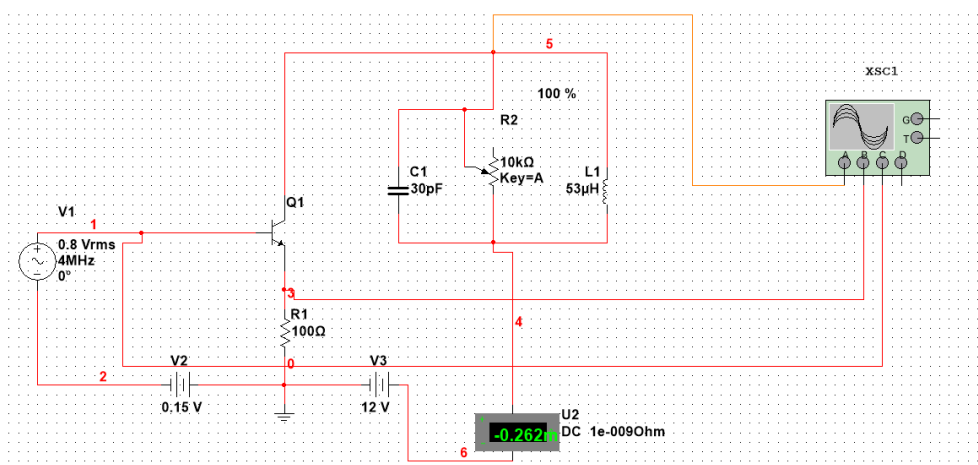 5
XSC1
100 %
R2
G
T
A B C D
10kΩ
Key=A
C1
30pF
L1
53µH
Q1
V1
1
0.8 Vrms
4MHz
0°
3
R1
100Ω
4
V2
0
V3
2
0.15 V
12 V
U2
-0.262m
DC 1e-009Ohm
6